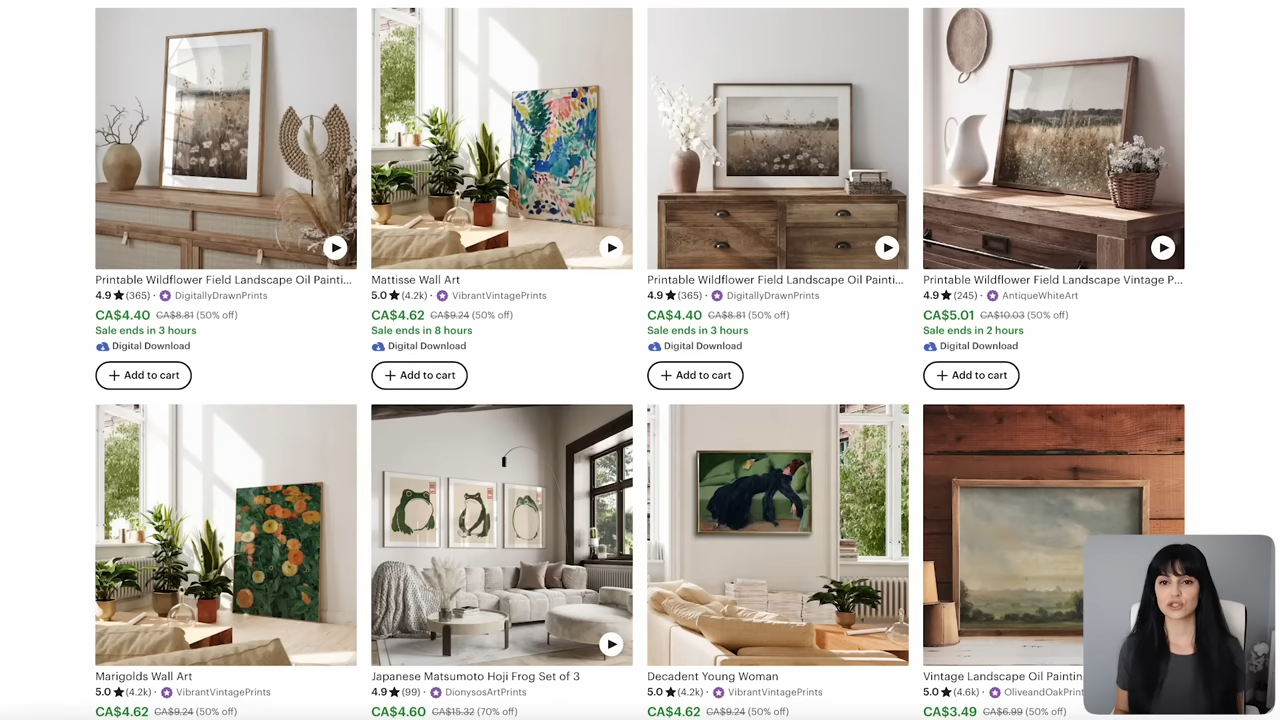 Printable Wildflower Field Landscape Oil Painti...
4.9 (365) · DigitallyDrawnPrints
CA$4.40 CA$8.81 (50% off)
Sale ends in 3 hours
Digital Download
+ Add to cart
Mattisse Wall Art
5.0 (4.2k) · VibrantVintagePrints
CA$4.62 CA$9.24 (50% off)
Sale ends in 8 hours
Digital Download
+ Add to cart
Printable Wildflower Field Landscape Oil Painti...
4.9 (365) · DigitallyDrawnPrints
CA$4.40 CA$8.81 (50% off)
Sale ends in 3 hours
Digital Download
+ Add to cart
Printable Wildflower Field Landscape Vintage P...
4.9 (245) · AntiqueWhiteArt
CA$5.01 CA$10.03 (50% off)
Sale ends in 2 hours
Digital Download
+ Add to cart
Marigolds Wall Art
5.0 (4.2k) · VibrantVintagePrints
CA$4.62 CA$9.24 (50% off)
Japanese Matsumoto Hoji Frog Set of 3
4.9 (99) · DionysosArtPrints
CA$4.60 CA$15.32 (70% off)
Decadent Young Woman
5.0 (4.2k) · VibrantVintagePrints
CA$4.62 CA$9.24 (50% off)
Vintage Landscape Oil Paintin
5.0 (4.6k) · OliveandOakPrint
CA$3.49 CA$6.99 (50% off)